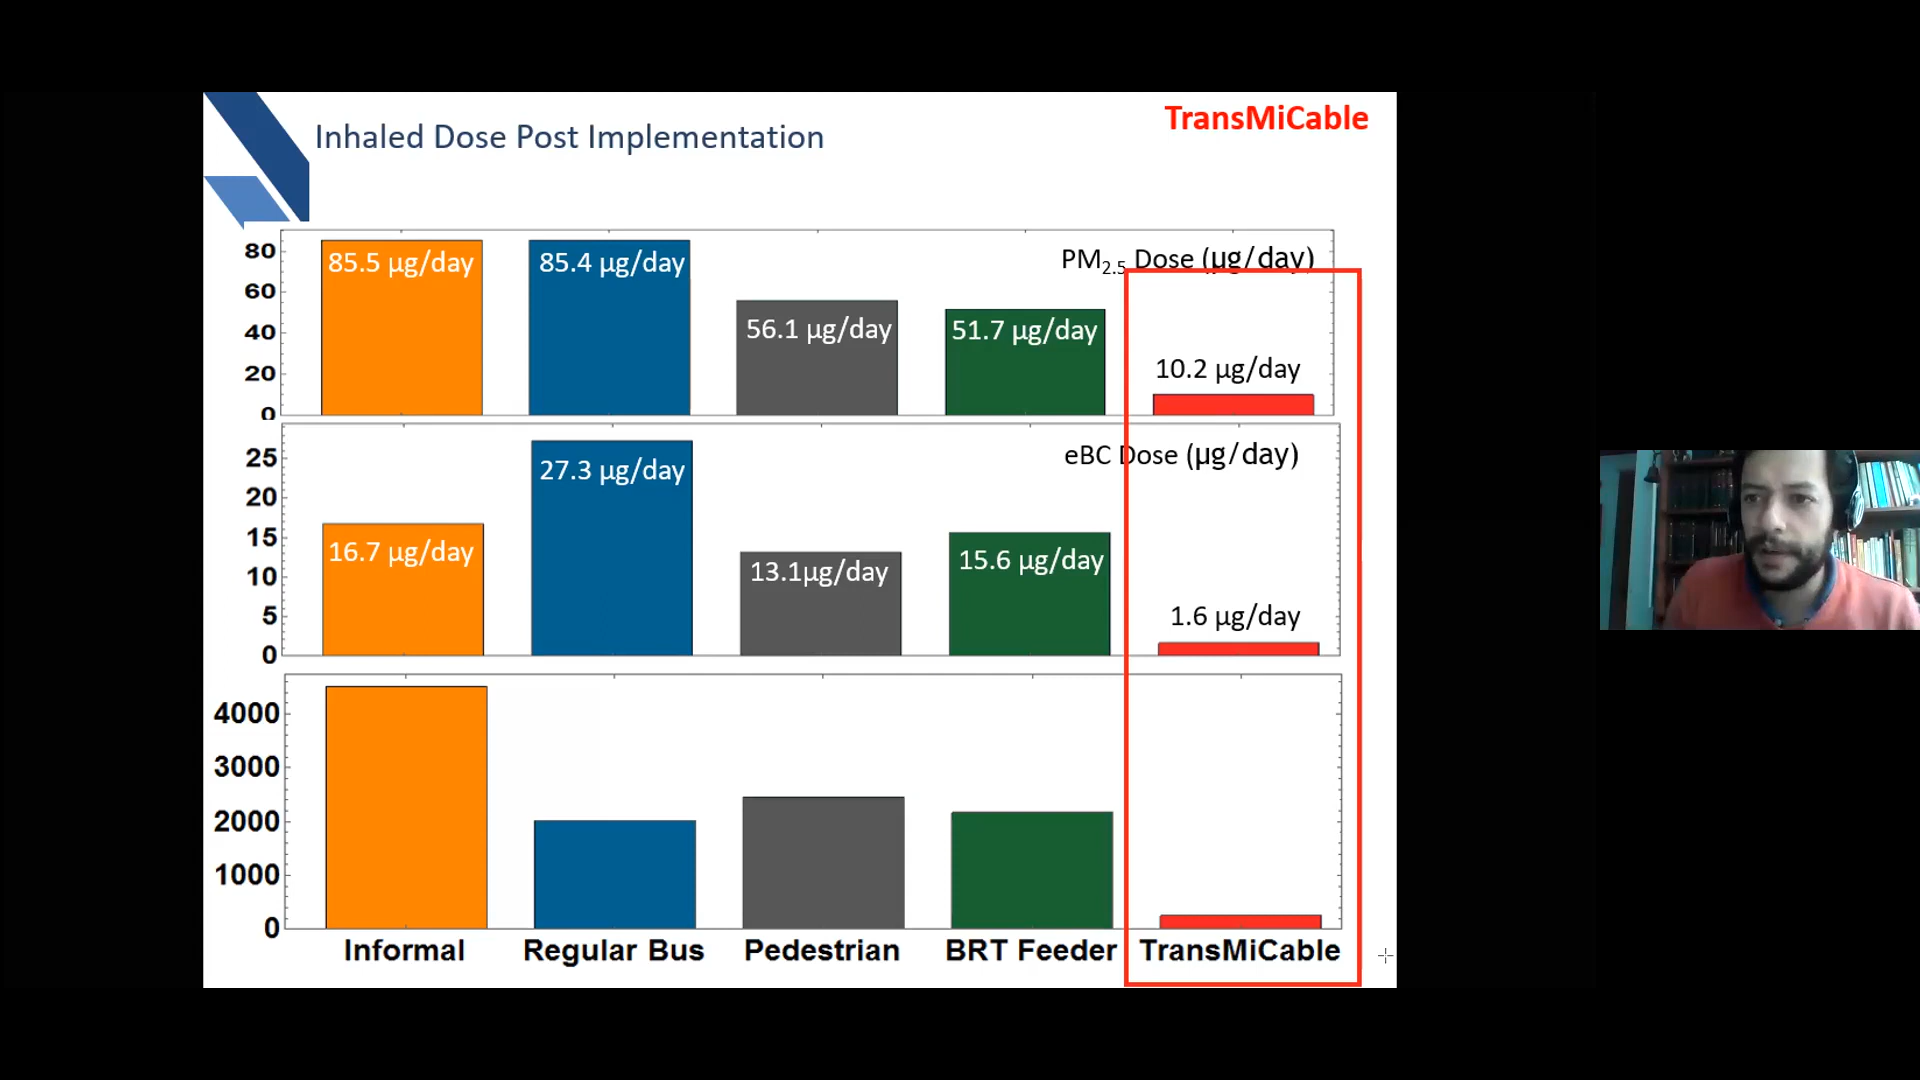 TransMiCable
Inhaled Dose Post Implementation
PM2.5 Dose (µg/day)
80
60
40
20
0
85.5 µg/day
85.4 µg/day
56.1 µg/day
51.7 µg/day
10.2 µg/day
eBC Dose (µg/day)
25
20
15
10
5
0
16.7 µg/day
27.3 µg/day
13.1µg/day
15.6 µg/day
1.6 µg/day
4000
3000
2000
1000
0
Informal
Regular Bus
Pedestrian
BRT Feeder
TransMiCable